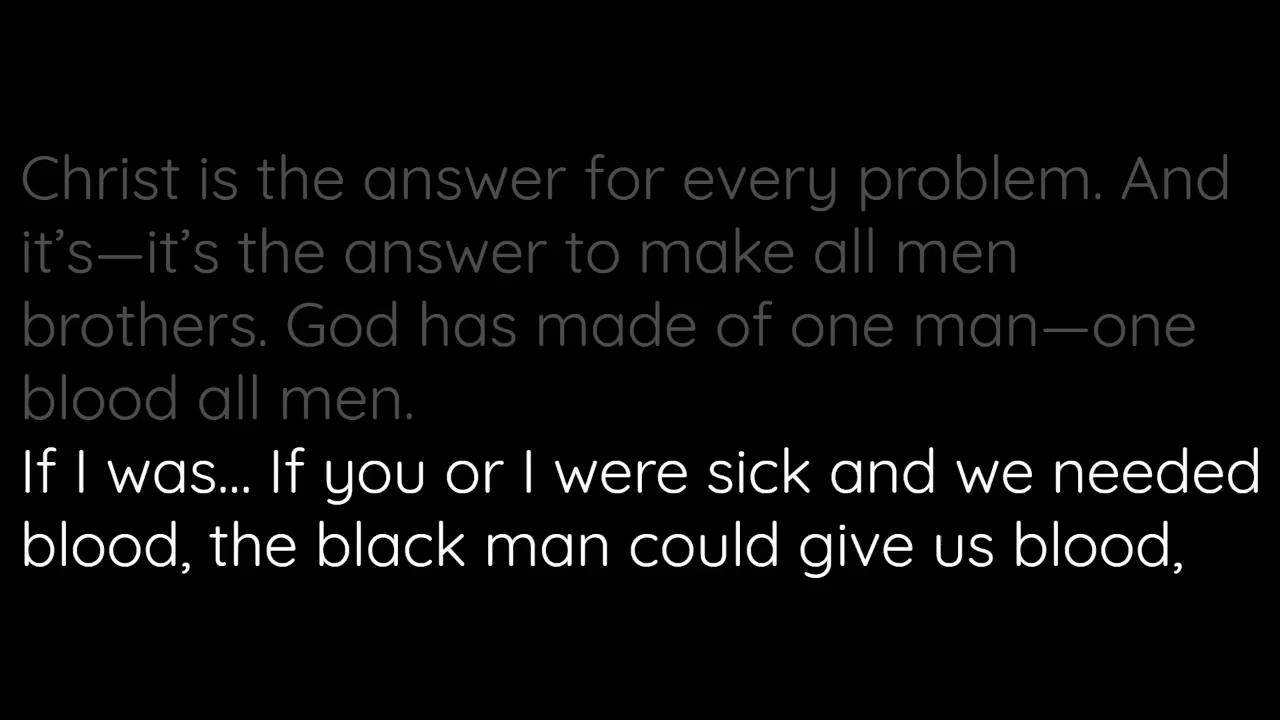 Christ is the answer for every problem. And
it’s—it’s the answer to make all men
brothers. God has made of one man—one
blood all men.
If I was... If you or I were sick and we needed
blood, the black man could give us blood,